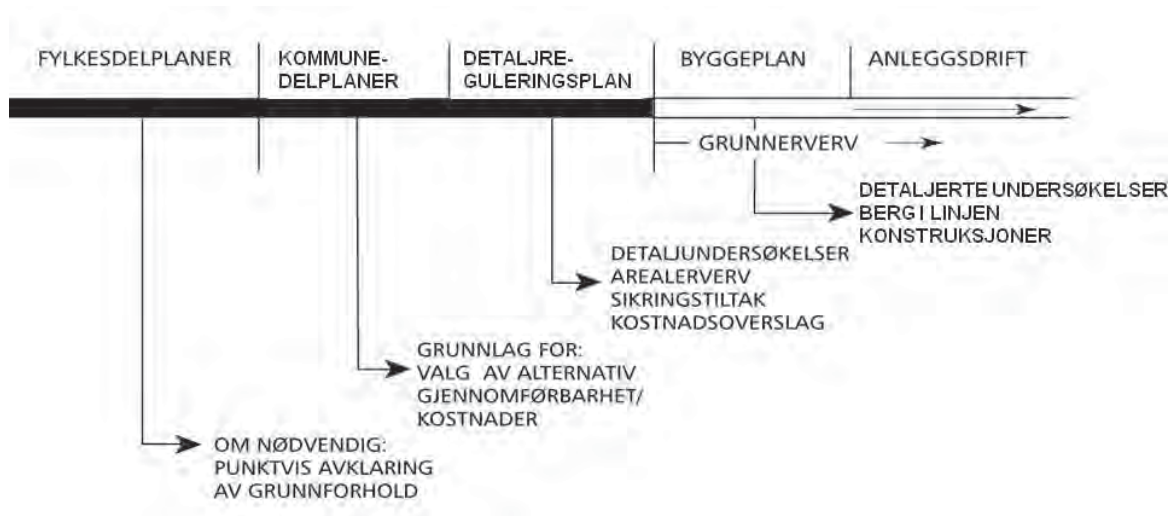 FYLKESDELPLANER
KOMMUNE-
DELPLANER
DETALJRE-
GULERINGSPLAN
BYGGEPLAN
ANLEGGSDRIFT
GRUNNERVERV
DETALJERTE UNDERSØKELSER
BERG I LINJEN
KONSTRUKSJONER
DETALJUNDERSØKELSER
AREALERVERV
SIKRINGSTILTAK
KOSTNADSOVERSLAG
GRUNNLAG FOR:
VALG AV ALTERNATIV
GJENNOMFØRBARHET/
KOSTNADER
OM NØDVENDIG:
PUNKTVIS AVKLARING
AV GRUNNFORHOLD